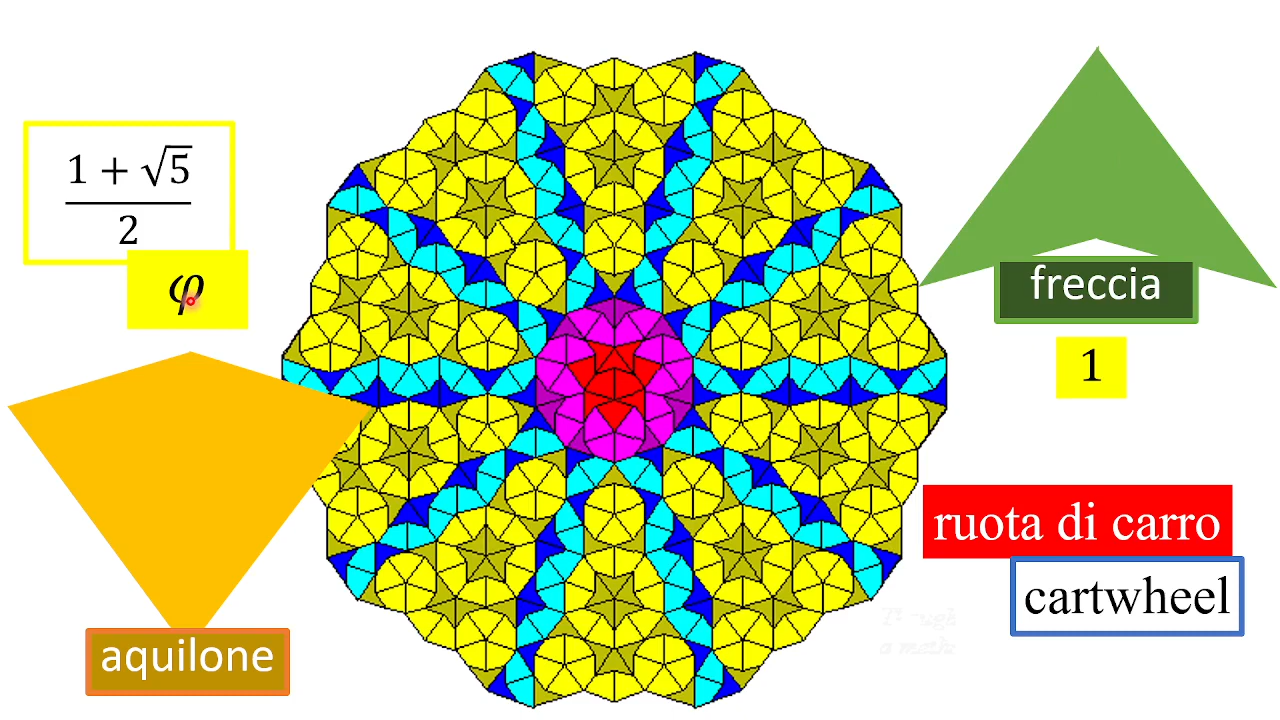 1 + √5
2
φ
aquilone
freccia
1
ruota di carro
cartwheel
a